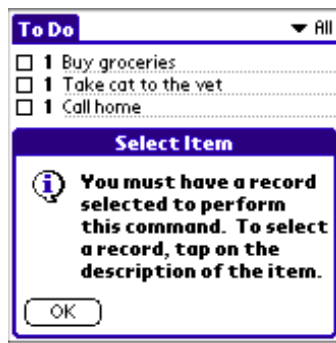 To Do All
1 Buy groceries
1 Take cat to the vet
1 Call home
Select Item
You must have a record
selected to perform
this command. To select
a record, tap on the
description of the item.
OK